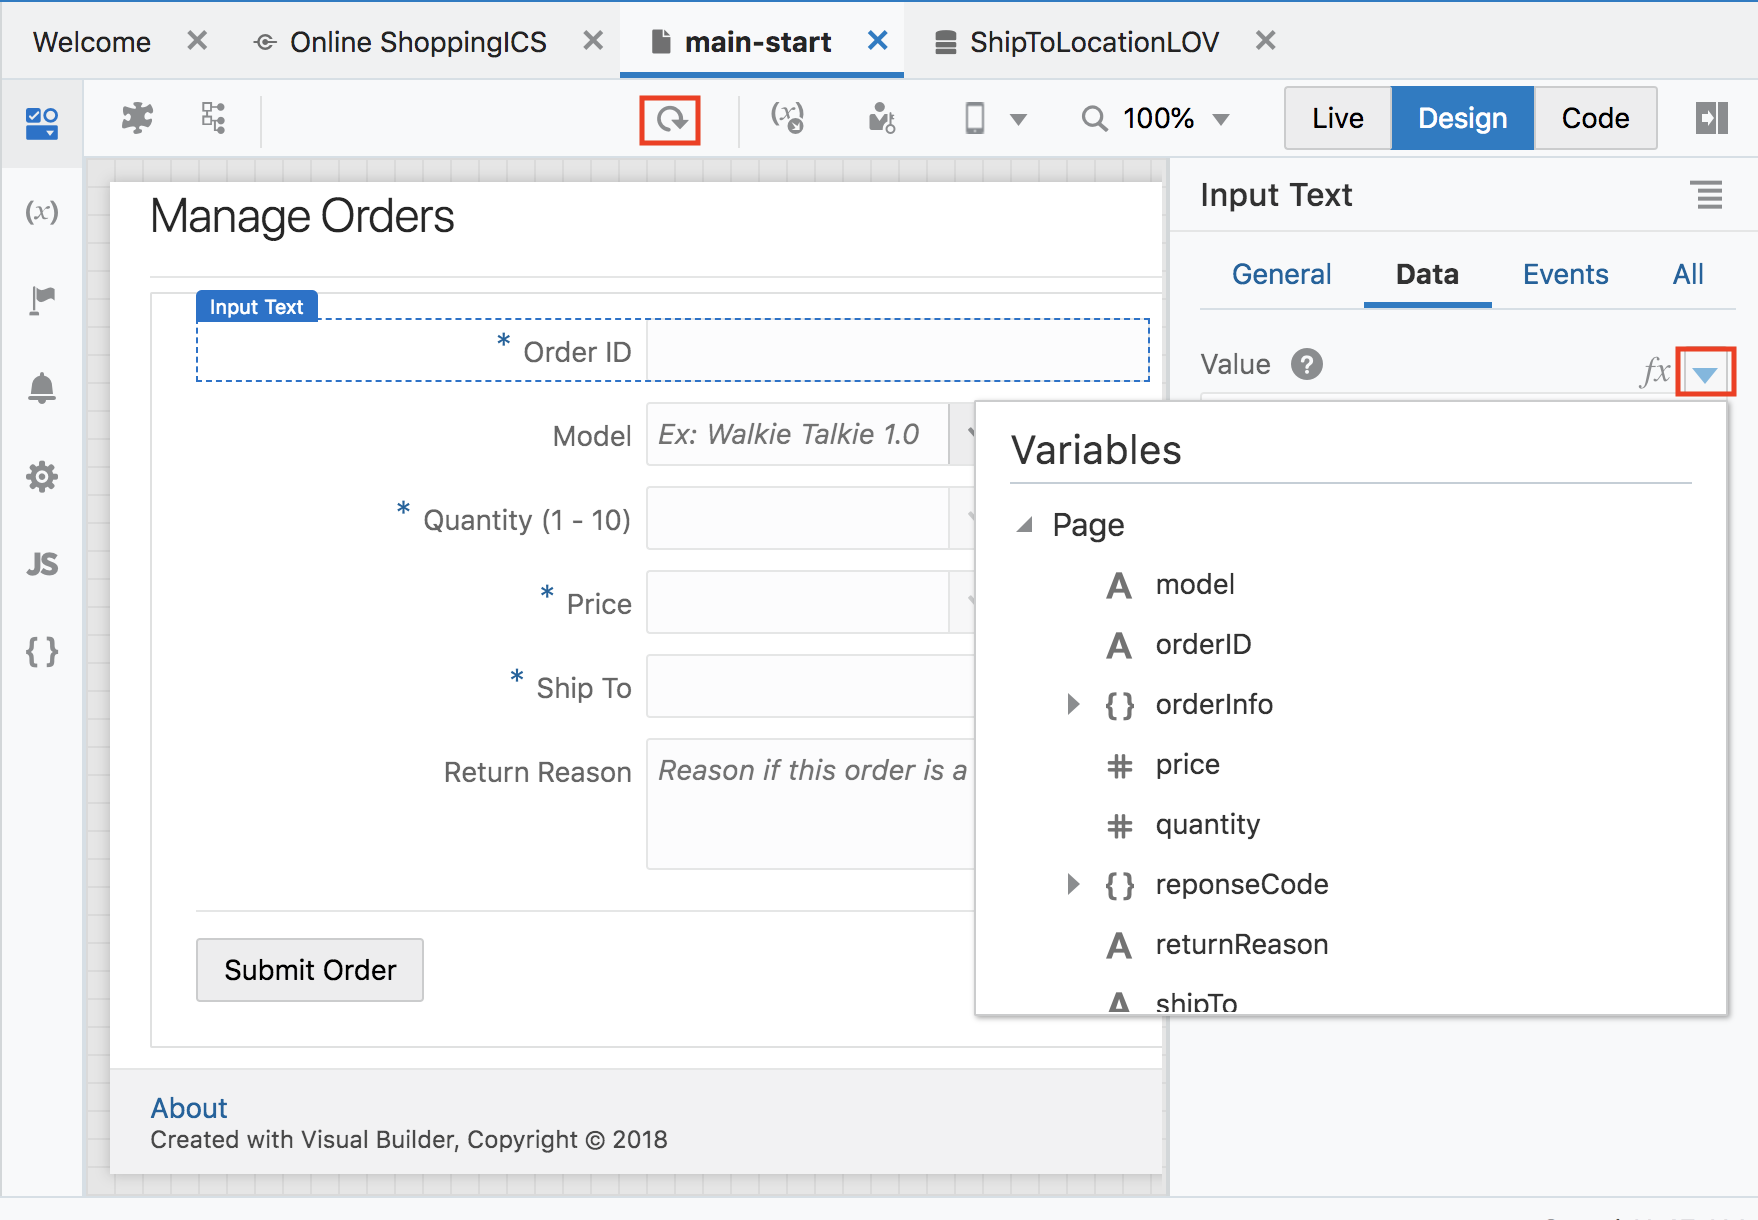 Welcome
Online ShoppingICS
main-start
ShipToLocationLOV
(x)
100%
Live
Design
Code
(x)
JS
{ }
Manage Orders
Input Text
* Order ID
Model
Ex: Walkie Talkie 1.0
* Quantity (1 - 10)
* Price
* Ship To
Return Reason
Reason if this order is a
Submit Order
About
Created with Visual Builder, Copyright © 2018
Input Text
General
Data
Events
All
Value ?
fx
Variables
Page
A model
A orderID
{ } orderInfo
# price
# quantity
{ } reponseCode
A returnReason
A shipTo